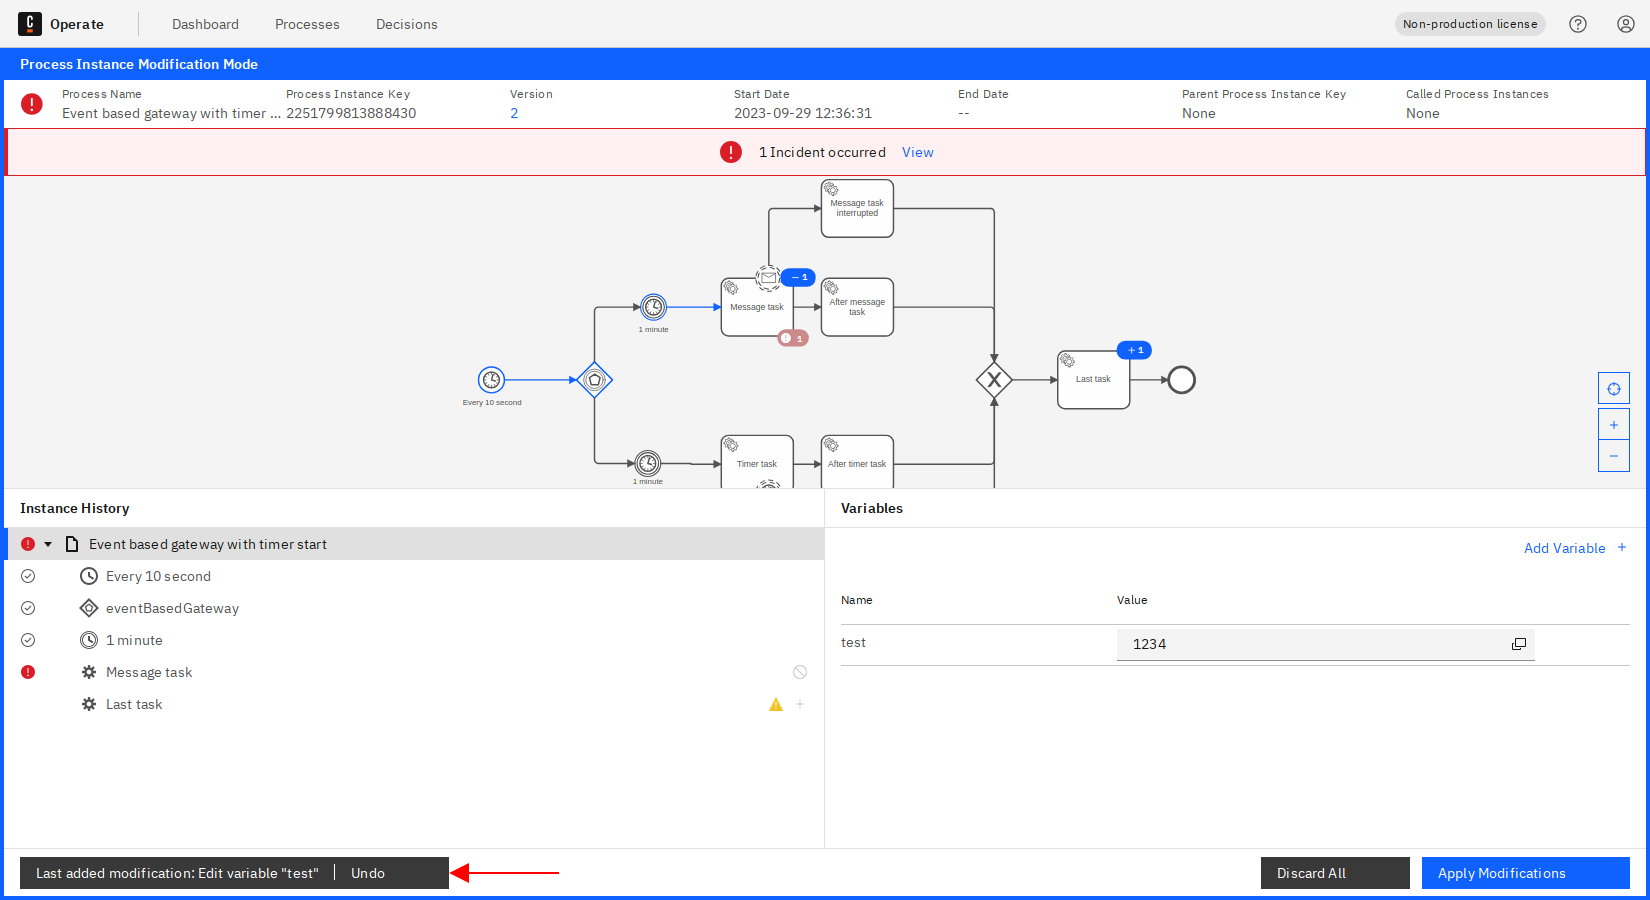 C Operate Dashboard Processes Decisions Non-production license
Process Instance Modification Mode
Process Name Process Instance Key Version Start Date End Date Parent Process Instance Key Called Process Instances
Event based gateway with timer ... 2251799813888430 2 2023-09-29 12:36:31 -- None None
1 Incident occurred View
Message task
interrupted
− 1
Message task
After message
task
1 minute
1
+ 1
Last task
X
Every 10 second
Timer task
After timer task
1 minute
+
−
Instance History
Event based gateway with timer start
Every 10 second
eventBasedGateway
1 minute
Message task
Last task
Variables
Add Variable +
Name Value
test 1234
Last added modification: Edit variable "test" Undo
Discard All
Apply Modifications